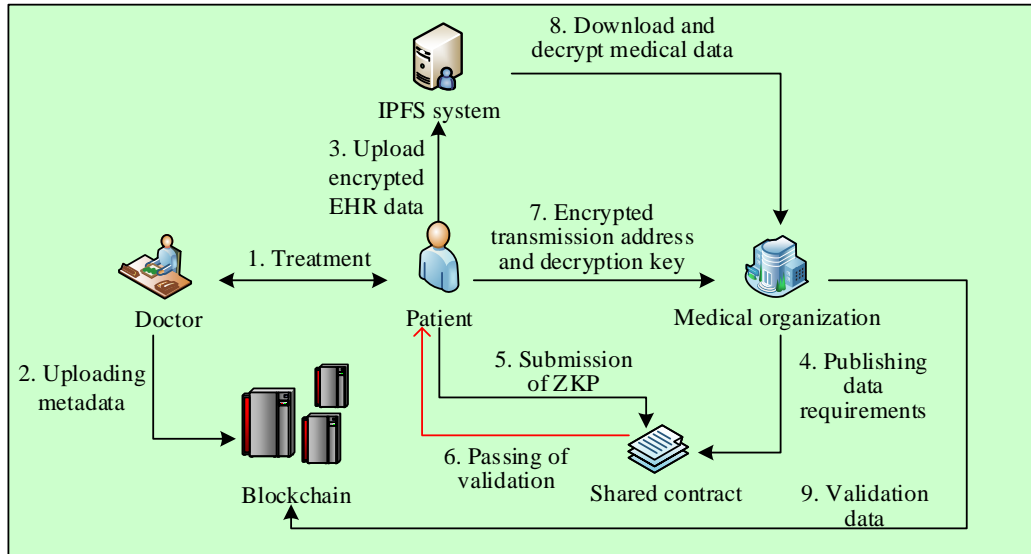 8. Download and
decrypt medical data
IPFS system
3. Upload
encrypted
EHR data
7. Encrypted
transmission address
and decryption key
1. Treatment
Doctor
Patient
Medical organization
2. Uploading
metadata
5. Submission
of ZKP
4. Publishing
data
requirements
6. Passing of
validation
Blockchain
Shared contract
9. Validation
data